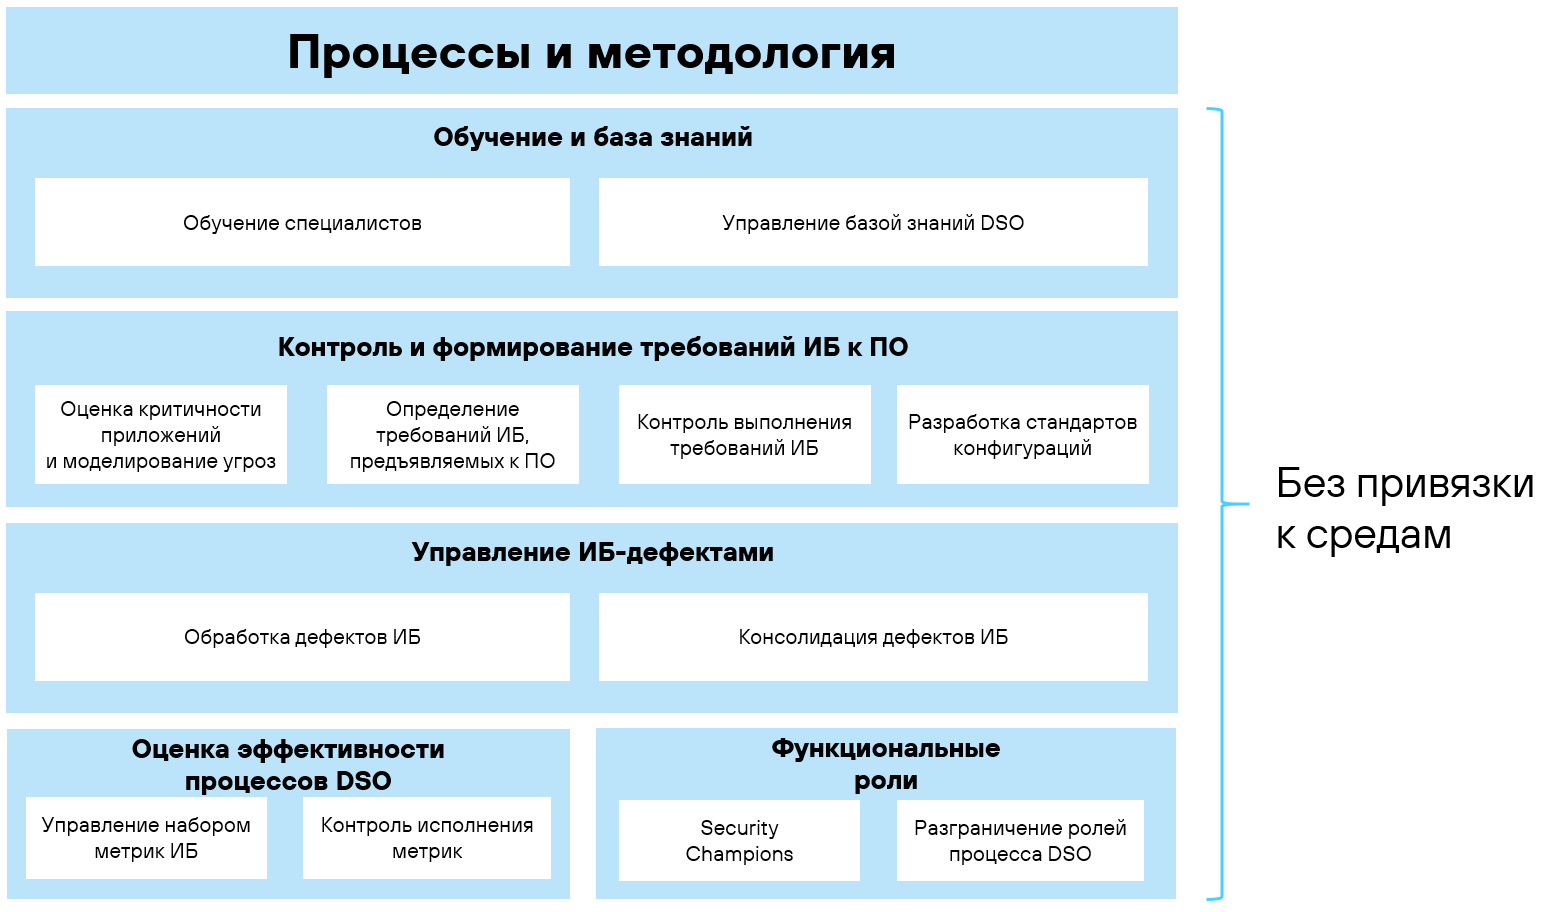 Процессы и методология
Обучение и база знаний
Обучение специалистов
Управление базой знаний DSO
Контроль и формирование требований ИБ к ПО
Оценка критичности
приложений
и моделирование угроз
Определение
требований ИБ,
предъявляемых к ПО
Контроль выполнения
требований ИБ
Разработка стандартов
конфигураций
Управление ИБ-дефектами
Обработка дефектов ИБ
Консолидация дефектов ИБ
Оценка эффективности
процессов DSO
Управление набором
метрик ИБ
Контроль исполнения
метрик
Функциональные
роли
Security
Champions
Разграничение ролей
процесса DSO
Без привязки
к средам